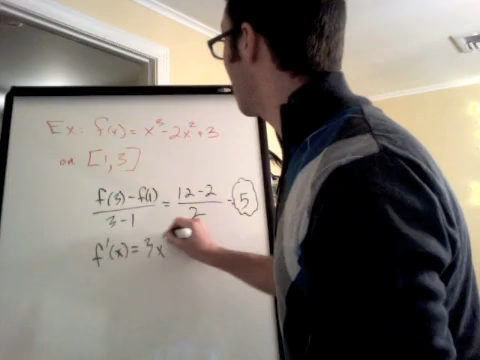 Ex: f(x) = x³ - 2x² + 3
on [1, 3]
f(3) - f(1) / 3 - 1 = 12 - 2 / 2 = 5
f'(x) = 3x